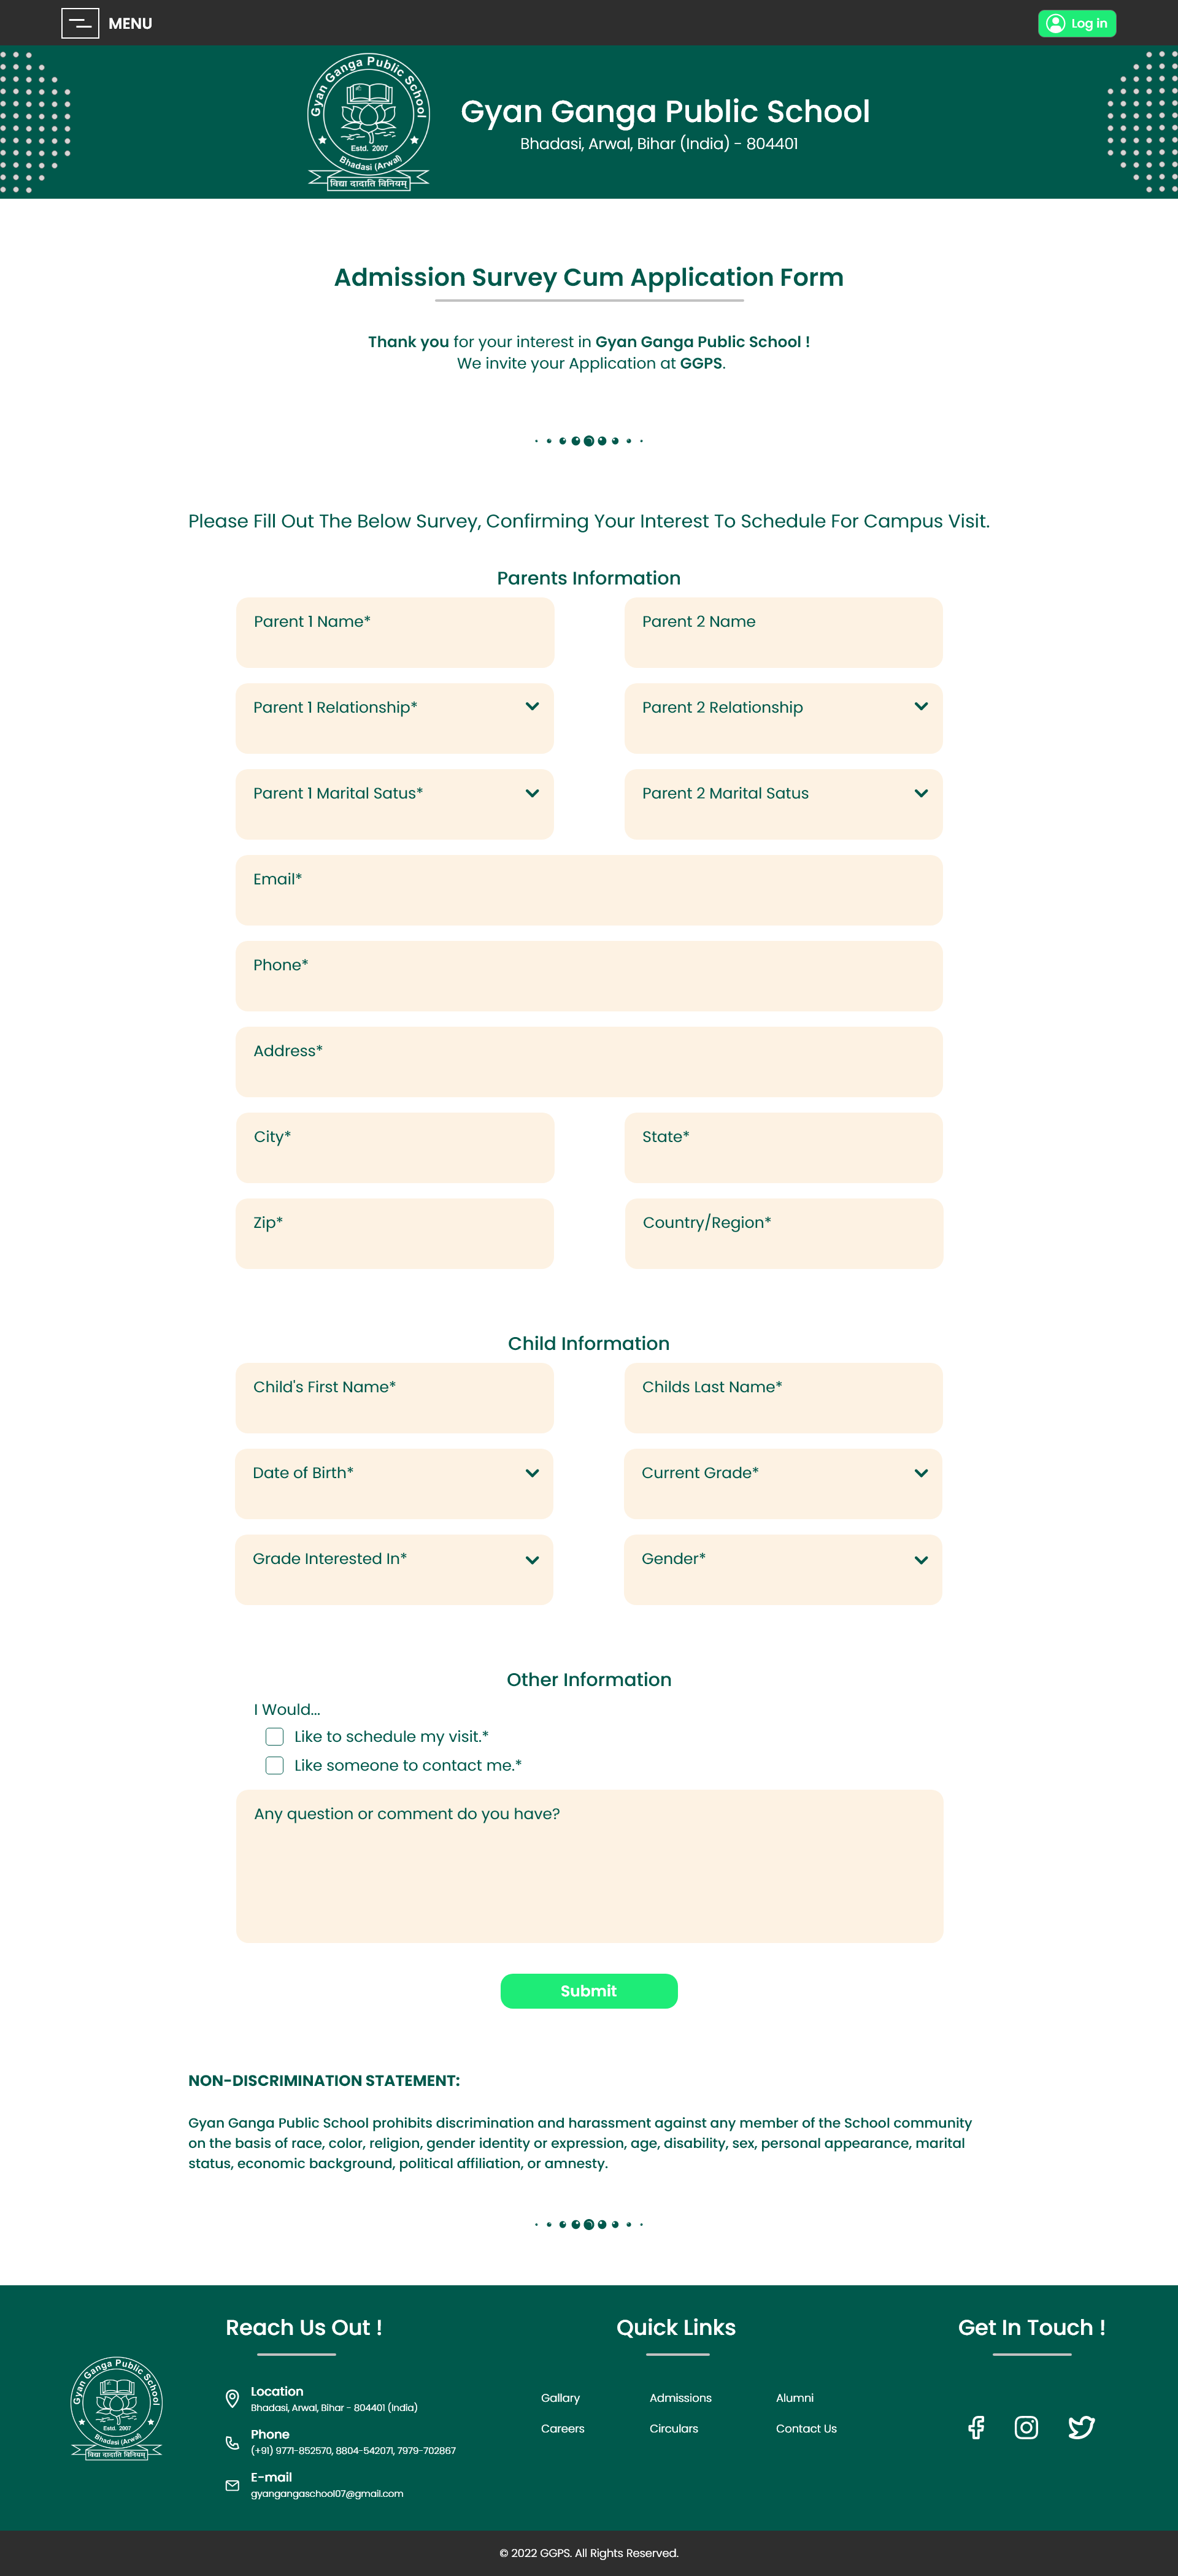 MENU
Log in
Gyan Ganga Public School
Estd. 2007
Bhadasi (Arwal)
विद्या दादाति विनियम्
Gyan Ganga Public School
Bhadasi, Arwal, Bihar (India) - 804401
Admission Survey Cum Application Form
Thank you for your interest in Gyan Ganga Public School !
We invite your Application at GGPS.
Please Fill Out The Below Survey, Confirming Your Interest To Schedule For Campus Visit.
Parents Information
Parent 1 Name*
Parent 2 Name
Parent 1 Relationship*
Parent 2 Relationship
Parent 1 Marital Satus*
Parent 2 Marital Satus
Email*
Phone*
Address*
City*
State*
Zip*
Country/Region*
Child Information
Child's First Name*
Childs Last Name*
Date of Birth*
Current Grade*
Grade Interested In*
Gender*
Other Information
I Would...
Like to schedule my visit.*
Like someone to contact me.*
Any question or comment do you have?
Submit
NON-DISCRIMINATION STATEMENT:
Gyan Ganga Public School prohibits discrimination and harassment against any member of the School community
on the basis of race, color, religion, gender identity or expression, age, disability, sex, personal appearance, marital
status, economic background, political affiliation, or amnesty.
Gyan Ganga Public School
Estd. 2007
Bhadasi (Arwal)
विद्या दादाति विनियम्
Reach Us Out !
Location
Bhadasi, Arwal, Bihar - 804401 (India)
Phone
(+91) 9771-852570, 8804-542071, 7979-702867
E-mail
gyangangaschool07@gmail.com
Quick Links
Gallary
Admissions
Alumni
Careers
Circulars
Contact Us
Get In Touch !
© 2022 GGPS. All Rights Reserved.